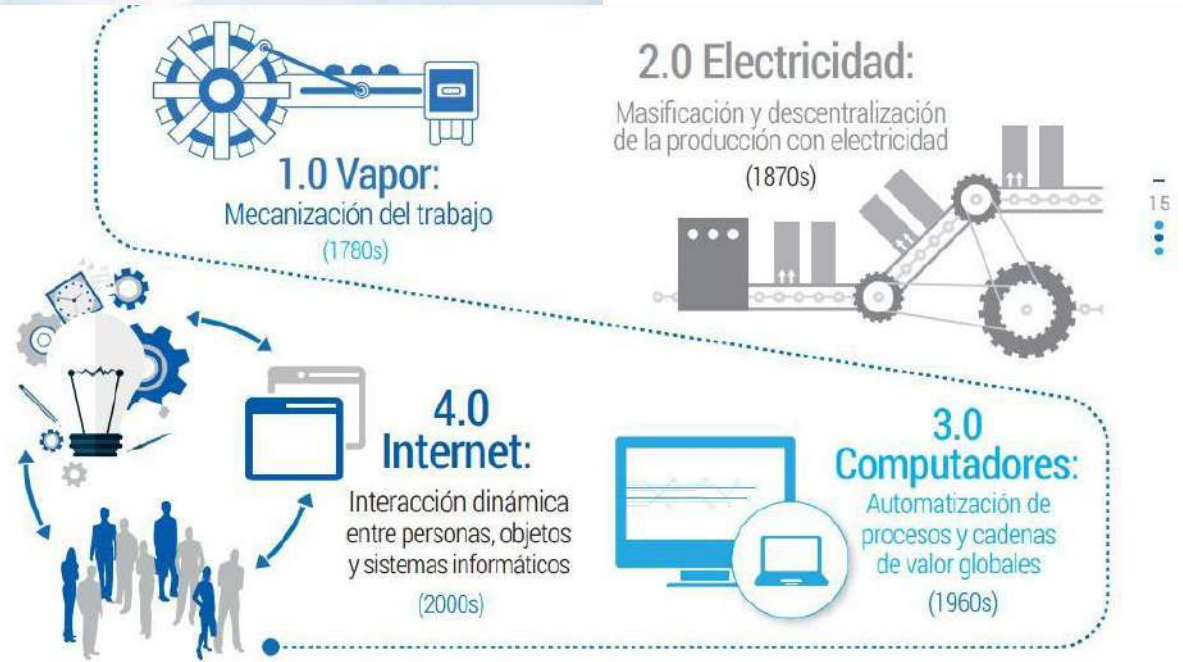 1.0 Vapor:
Mecanización del trabajo
(1780s)
2.0 Electricidad:
Masificación y descentralización
de la producción con electricidad
(1870s)
15
3.0
Computadores:
Automatización de
procesos y cadenas
de valor globales
(1960s)
4.0
Internet:
Interacción dinámica
entre personas, objetos
y sistemas informáticos
(2000s)